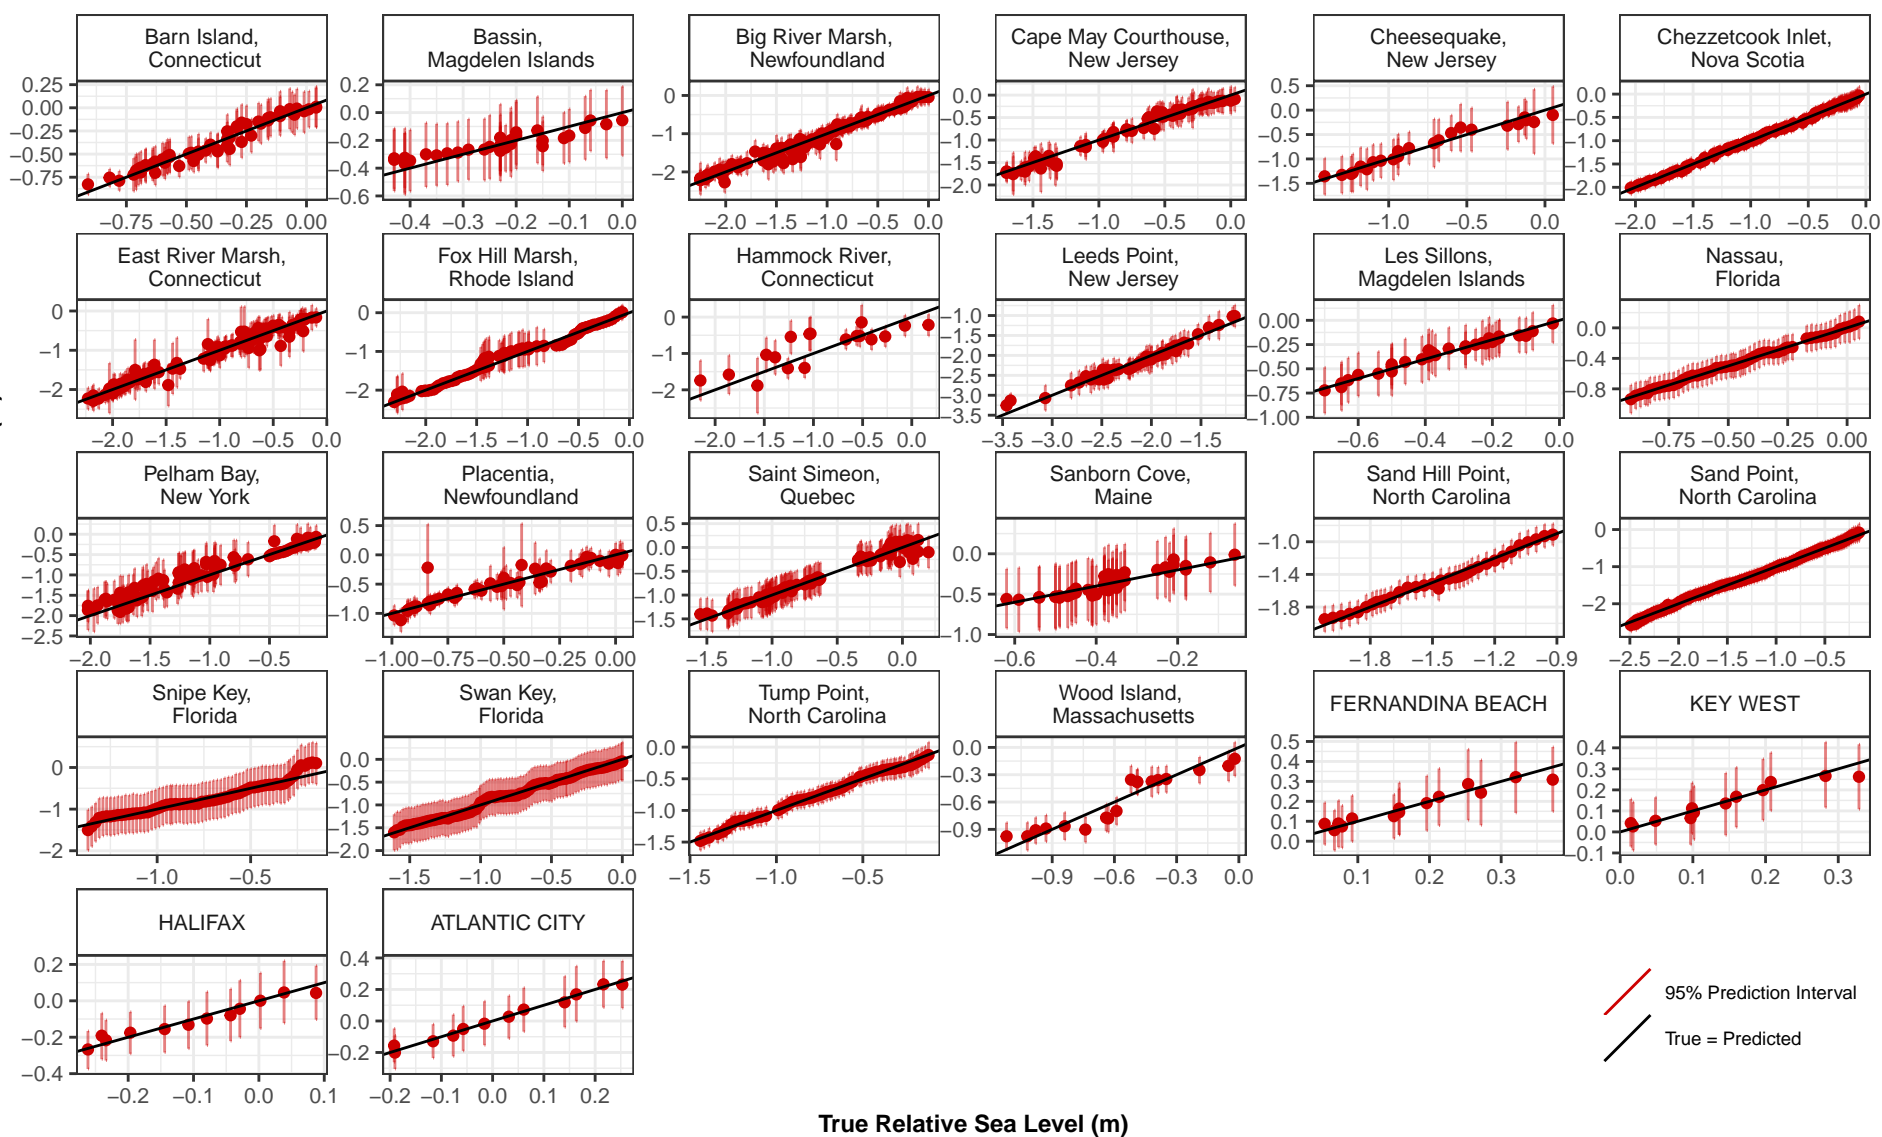 Barn Island,
Connecticut
Bassin,
Magdelen Islands
Big River Marsh,
Newfoundland
Cape May Courthouse,
New Jersey
Cheesequake,
New Jersey
Chezzetcook Inlet,
Nova Scotia
0.25
0.00
−0.25
−0.50
−0.75
0.2
0.0
−0.2
−0.4
−0.6
0
−1
−2
0.0
−0.5
−1.0
−1.5
−2.0
0.5
0.0
−0.5
−1.0
−1.5
0.0
−0.5
−1.0
−1.5
−2.0
−0.75 −0.50 −0.25 0.00
−0.4 −0.3 −0.2 −0.1 0.0
−2.0 −1.5 −1.0 −0.5 0.0
−1.5 −1.0 −0.5 0.0
−1.0 −0.5 0.0
−2.0 −1.5 −1.0 −0.5 0.0
East River Marsh,
Connecticut
Fox Hill Marsh,
Rhode Island
Hammock River,
Connecticut
Leeds Point,
New Jersey
Les Sillons,
Magdelen Islands
Nassau,
Florida
0
−1
−2
0
−1
−2
0
−1
−2
−1.0
−1.5
−2.0
−2.5
−3.0
−3.5
0.00
−0.25
−0.50
−0.75
−1.00
0.0
−0.4
−0.8
−2.0 −1.5 −1.0 −0.5 0.0
−2.0 −1.5 −1.0 −0.5 0.0
−2.0 −1.5 −1.0 −0.5 0.0
−3.5 −3.0 −2.5 −2.0 −1.5
−0.6 −0.4 −0.2 0.0
−0.75 −0.50 −0.25 0.00
Pelham Bay,
New York
Placentia,
Newfoundland
Saint Simeon,
Quebec
Sanborn Cove,
Maine
Sand Hill Point,
North Carolina
Sand Point,
North Carolina
0.0
−0.5
−1.0
−1.5
−2.0
−2.5
0.5
0.0
−0.5
−1.0
0.5
0.0
−0.5
−1.0
−1.5
0.0
−0.5
−1.0
−1.0
−1.4
−1.8
0
−1
−2
−2.0 −1.5 −1.0 −0.5
−1.00 −0.75 −0.50 −0.25 0.00
−1.5 −1.0 −0.5 0.0
−0.6 −0.4 −0.2
−1.8 −1.5 −1.2 −0.9
−2.5 −2.0 −1.5 −1.0 −0.5
Snipe Key,
Florida
Swan Key,
Florida
Tump Point,
North Carolina
Wood Island,
Massachusetts
FERNANDINA BEACH
KEY WEST
0
−1
−2
0.0
−0.5
−1.0
−1.5
−2.0
0.0
−0.5
−1.0
−1.5
0.0
−0.3
−0.6
−0.9
0.5
0.4
0.3
0.2
0.1
0.0
0.4
0.3
0.2
0.1
0.0
−0.1
−1.0 −0.5
−1.5 −1.0 −0.5 0.0
−1.5 −1.0 −0.5
−0.9 −0.6 −0.3 0.0
0.1 0.2 0.3
0.0 0.1 0.2 0.3
HALIFAX
ATLANTIC CITY
0.2
0.0
−0.2
−0.4
0.4
0.2
0.0
−0.2
−0.2 −0.1 0.0 0.1
−0.2 −0.1 0.0 0.1 0.2
95% Prediction Interval
True = Predicted
True Relative Sea Level (m)